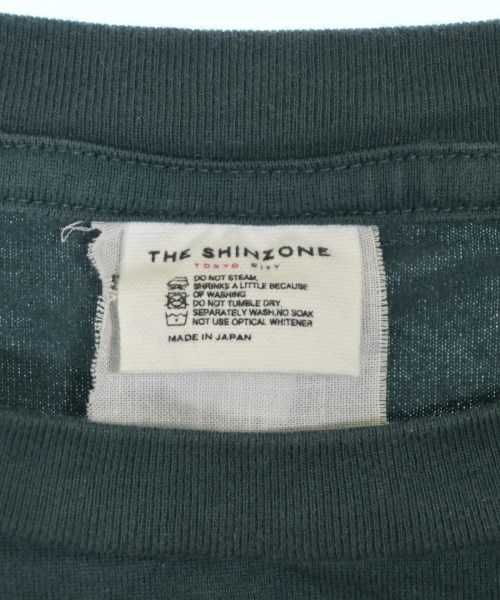 THE SHINZONE
TOKYO
DO NOT STEAM,
SHRINKS A LITTLE BECAUSE
OF WASHING
DO NOT TUMBLE DRY.
SEPARATELY WASH, NO SOAK
NOT USE OPTICAL WHITENER
MADE IN JAPAN